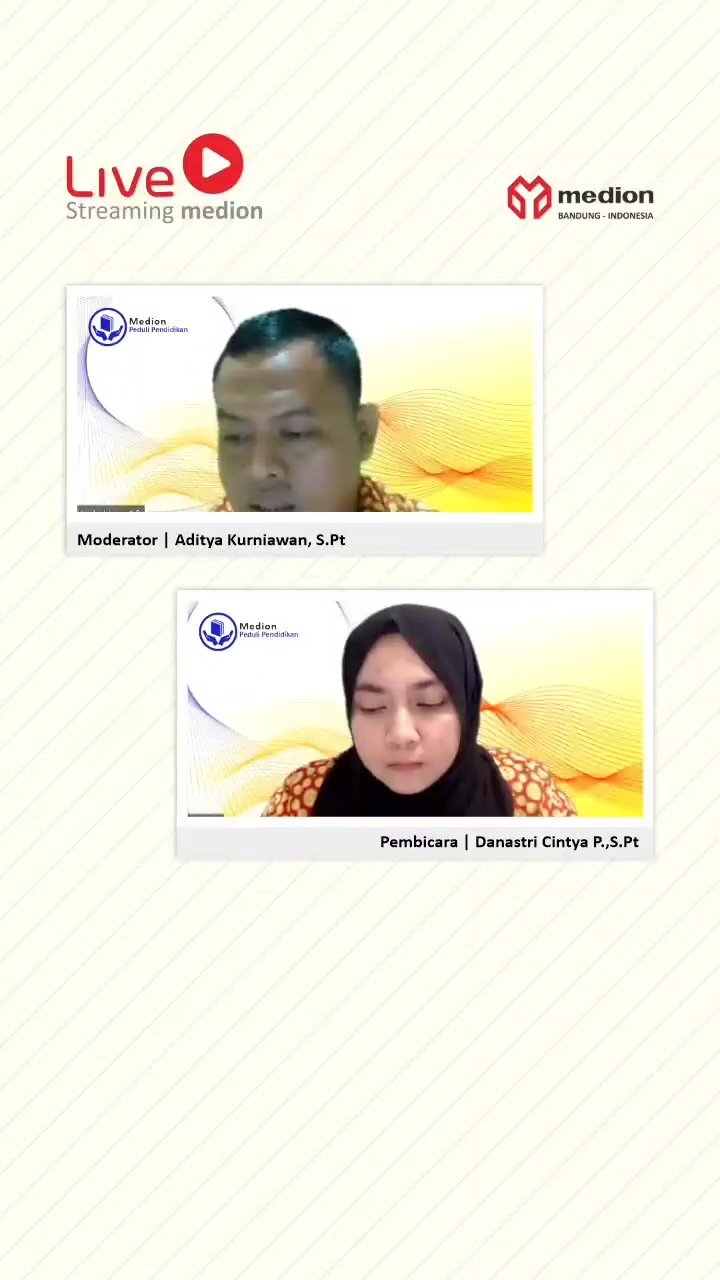 Live
Streaming medion
medion
BANDUNG - INDONESIA
Medion
Peduli Pendidikan
Moderator | Aditya Kurniawan, S.Pt
Medion
Peduli Pendidikan
Pembicara | Danastri Cintya P.,S.Pt